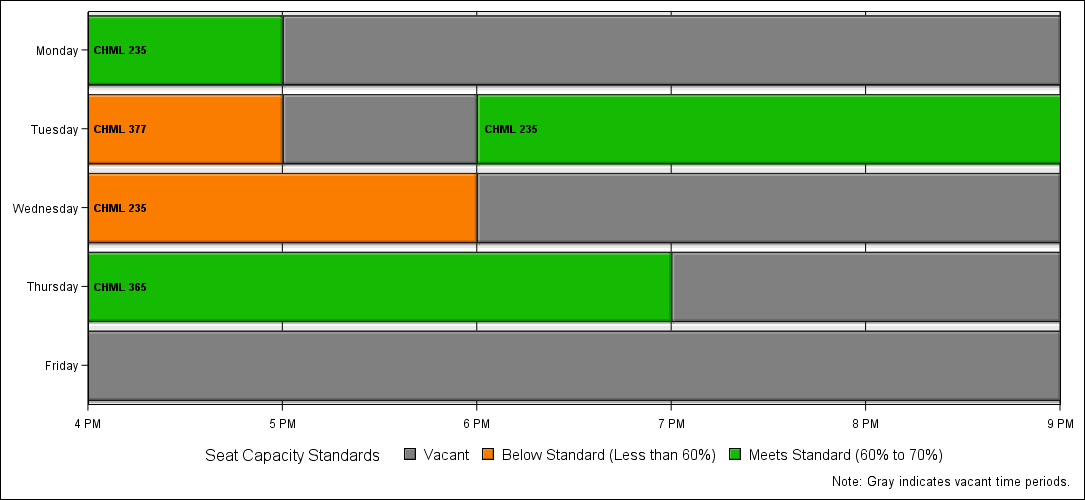 Monday
CHML 235
Tuesday
CHML 377
CHML 235
Wednesday
CHML 235
Thursday
CHML 365
Friday
4 PM 5 PM 6 PM 7 PM 8 PM 9 PM
Seat Capacity Standards Vacant Below Standard (Less than 60%) Meets Standard (60% to 70%)
Note: Gray indicates vacant time periods.